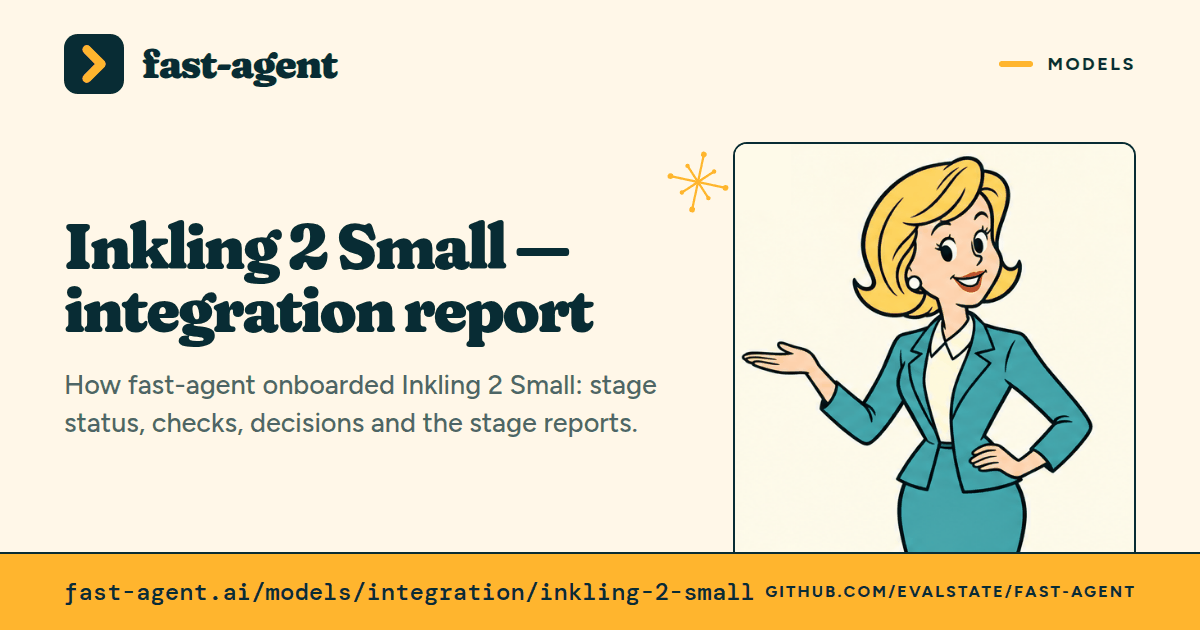 fast-agent
MODELS
Inkling 2 Small —
integration report
How fast-agent onboarded Inkling 2 Small: stage
status, checks, decisions and the stage reports.
fast-agent.ai/models/integration/inkling-2-small
GITHUB.COM/EVALSTATE/FAST-AGENT